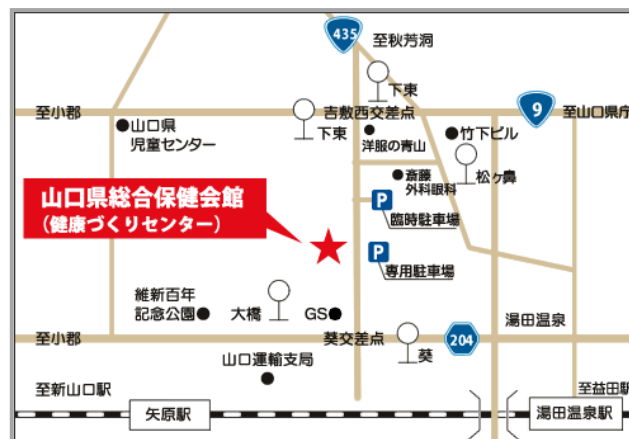 435
至秋芳洞
下東
至小郡
吉敷西交差点
9
至山口県庁
山口県
児童センター
下東
洋服の青山
竹下ビル
斎藤
外科眼科
松ヶ鼻
山口県総合保健会館
(健康づくりセンター)
P
臨時駐車場
P
専用駐車場
維新百年
記念公園
大橋
GS
湯田温泉
至小郡
葵交差点
葵
204
山口運輸支局
至新山口駅
至益田駅
矢原駅
湯田温泉駅